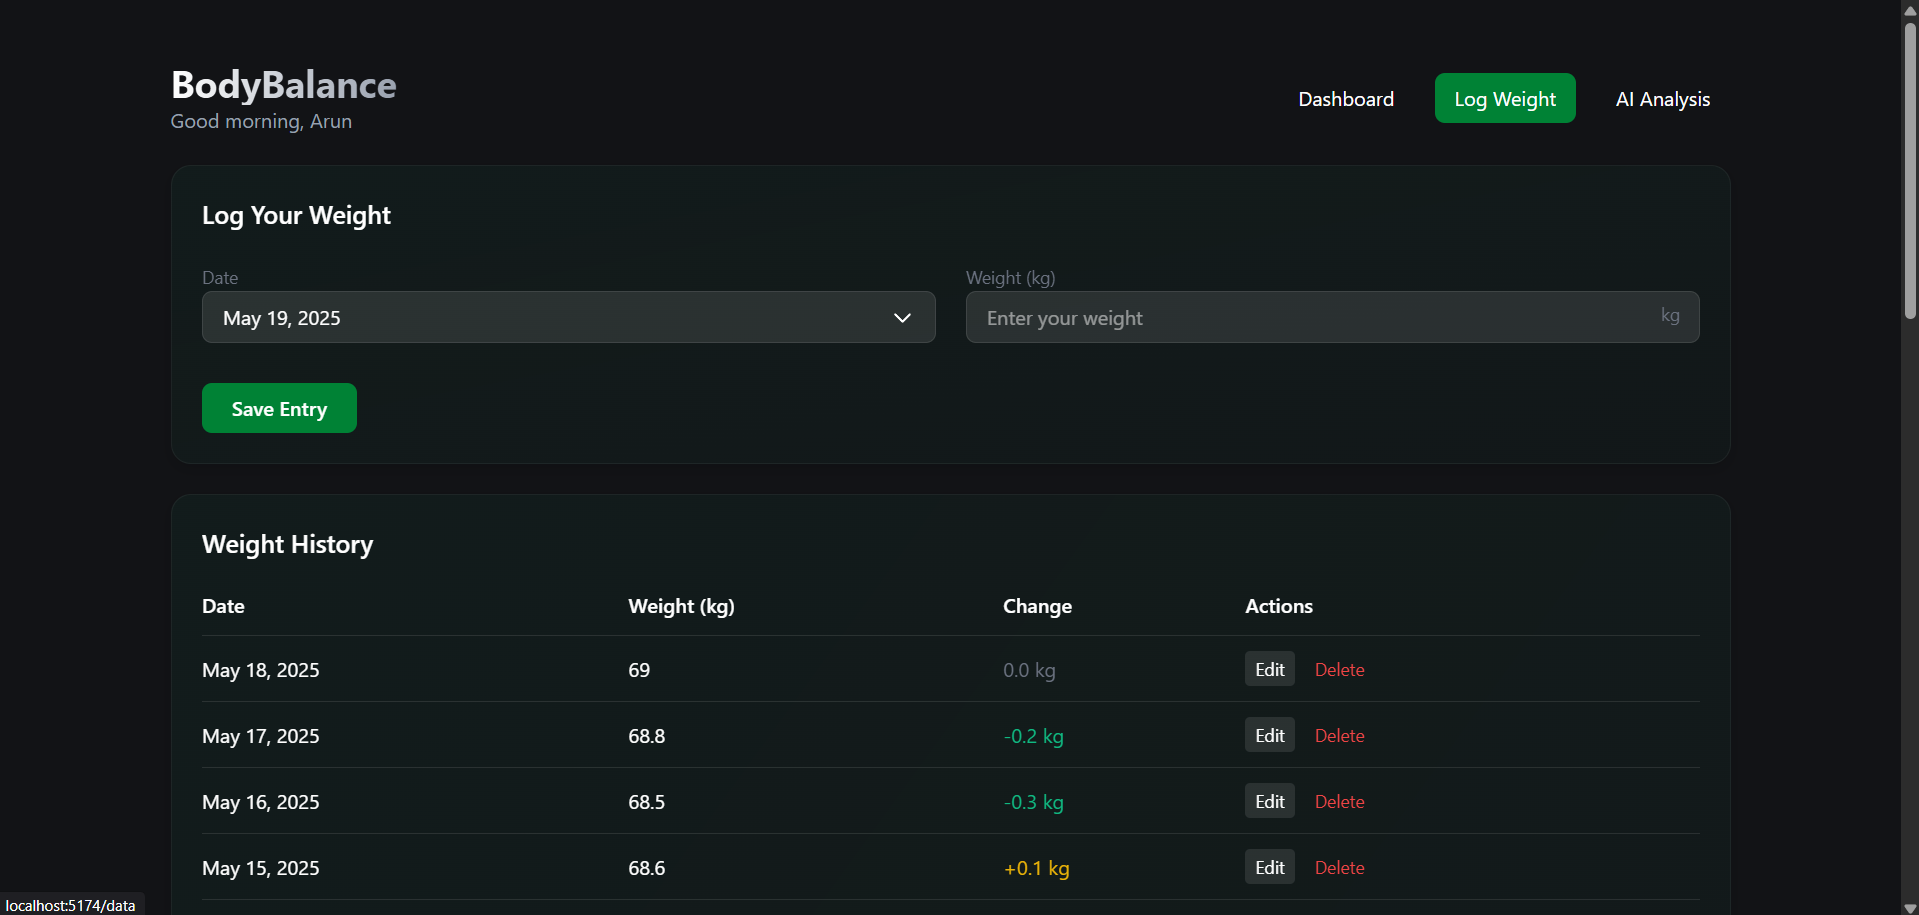 BodyBalance
Good morning, Arun
Dashboard Log Weight AI Analysis
Log Your Weight
Date Weight (kg)
May 19, 2025 Enter your weight kg
Save Entry
Weight History
Date Weight (kg) Change Actions
May 18, 2025 69 0.0 kg Edit Delete
May 17, 2025 68.8 -0.2 kg Edit Delete
May 16, 2025 68.5 -0.3 kg Edit Delete
May 15, 2025 68.6 +0.1 kg Edit Delete
localhost:5174/data